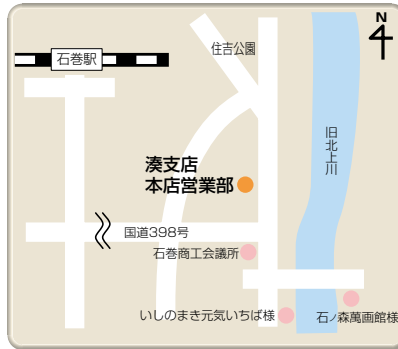 N
住吉公園
石巻駅
旧北上川
湊支店
本店営業部
国道398号
石巻商工会議所
いしのまき元気いちば様
石ノ森萬画館様